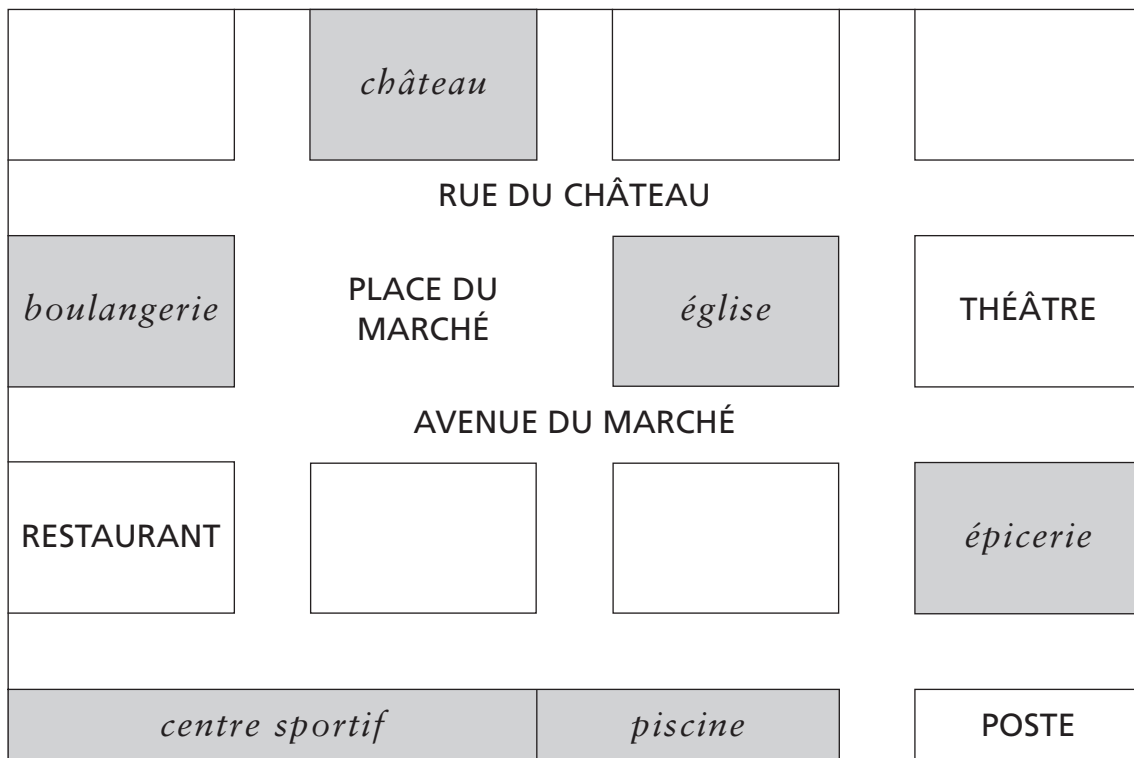 château
RUE DU CHÂTEAU
boulangerie
PLACE DU
MARCHÉ
église
THÉÂTRE
AVENUE DU MARCHÉ
RESTAURANT
épicerie
centre sportif
piscine
POSTE